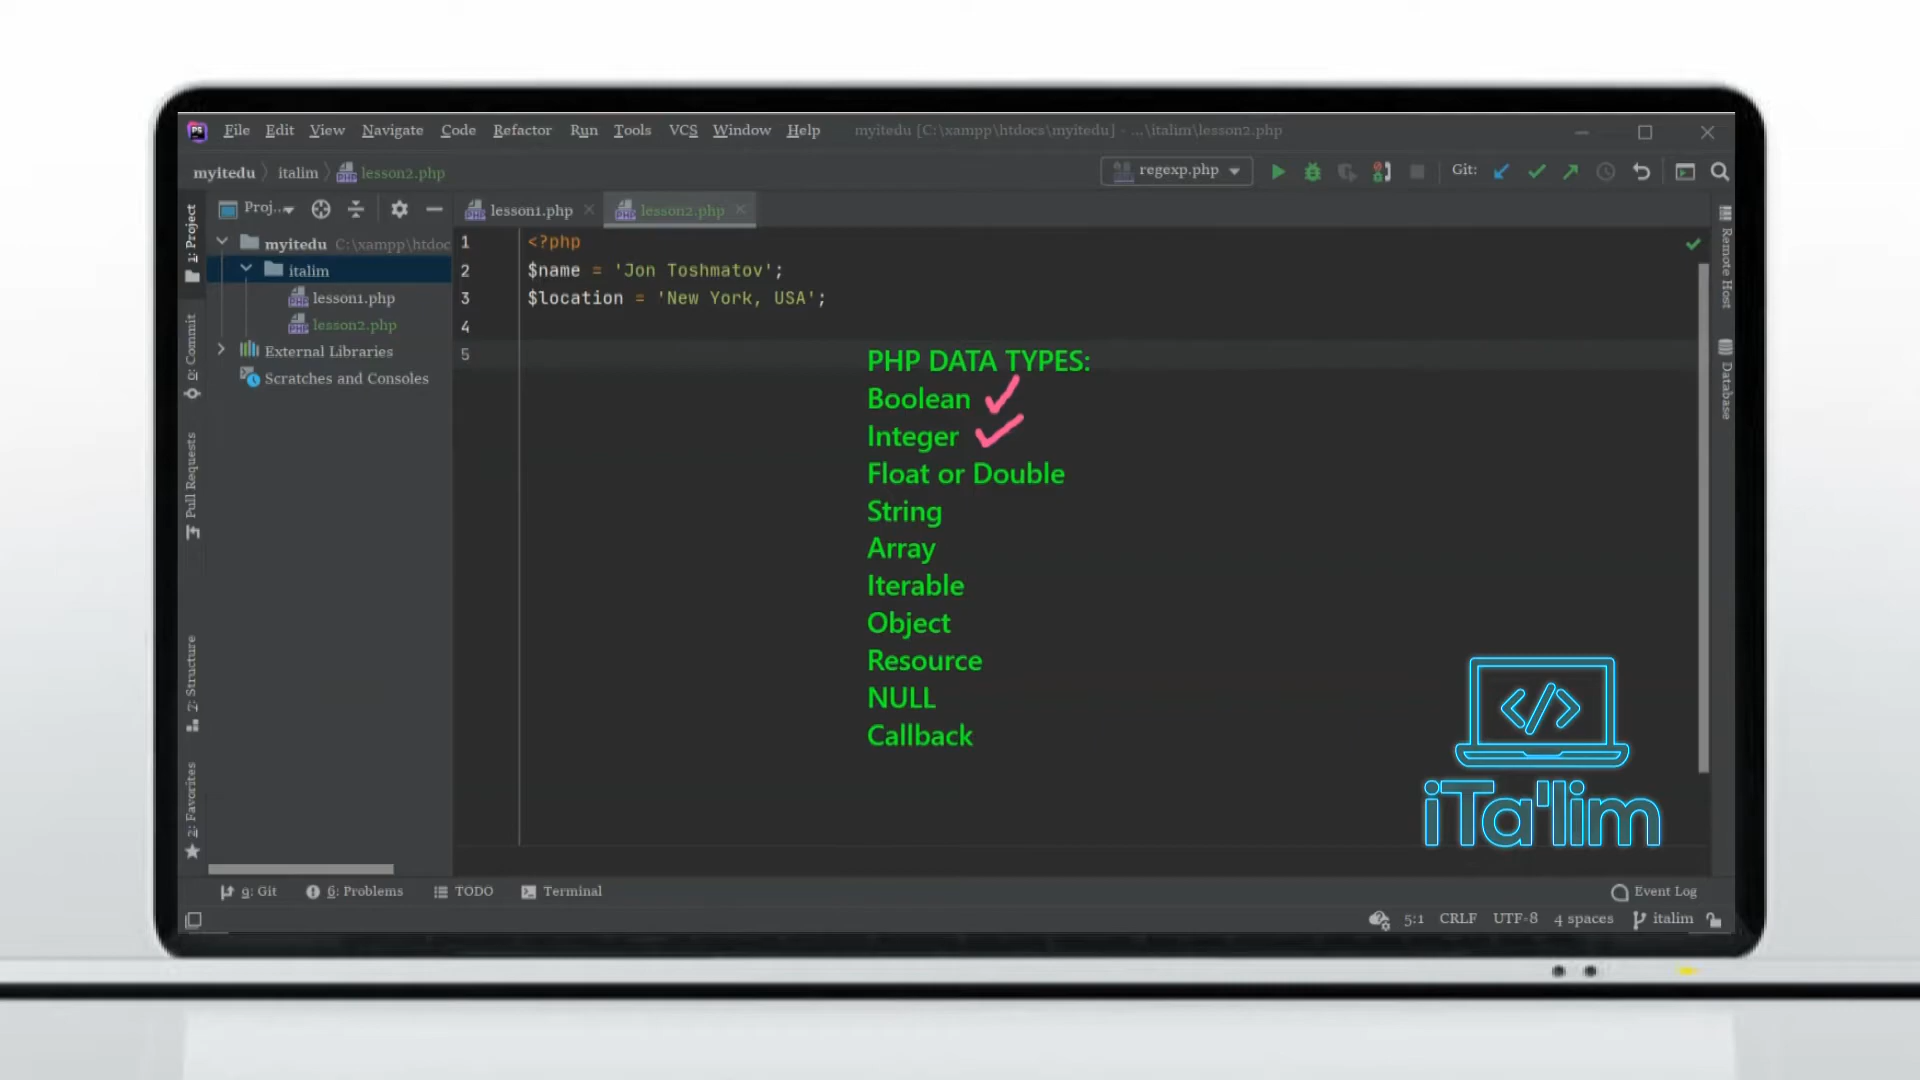 File Edit View Navigate Code Refactor Run Tools VCS Window Help myitedu [C:\xampp\htdocs\myitedu] - ...\italim\lesson2.php
myitedu italim lesson2.php regexp.php Git:
1: Project
Proj...
lesson1.php lesson2.php
myitedu C:\xampp\htdoc
italim
lesson1.php
lesson2.php
External Libraries
Scratches and Consoles
1 <?php
2 $name = 'Jon Toshmatov';
3 $location = 'New York, USA';
4
5
PHP DATA TYPES:
Boolean
Integer
Float or Double
String
Array
Iterable
Object
Resource
NULL
Callback
0: Commit
Pull Requests
7: Structure
2: Favorites
Remote Host
Database
iTa'lim
9: Git 6: Problems TODO Terminal Event Log
5:1 CRLF UTF-8 4 spaces italim